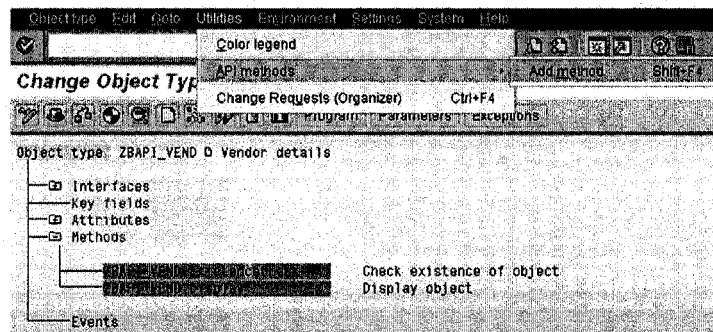 Object type Edit Goto Utilities Environment Settings System Help
Color legend
API methods
Add method Shift+F4
Change Object Typ
Change Requests (Organizer) Ctrl+F4
Program Parameters Exceptions
Object type ZBAPI_VEND Vendor details
Interfaces
Key fields
Attributes
Methods
Check existence of object
Display object
Events